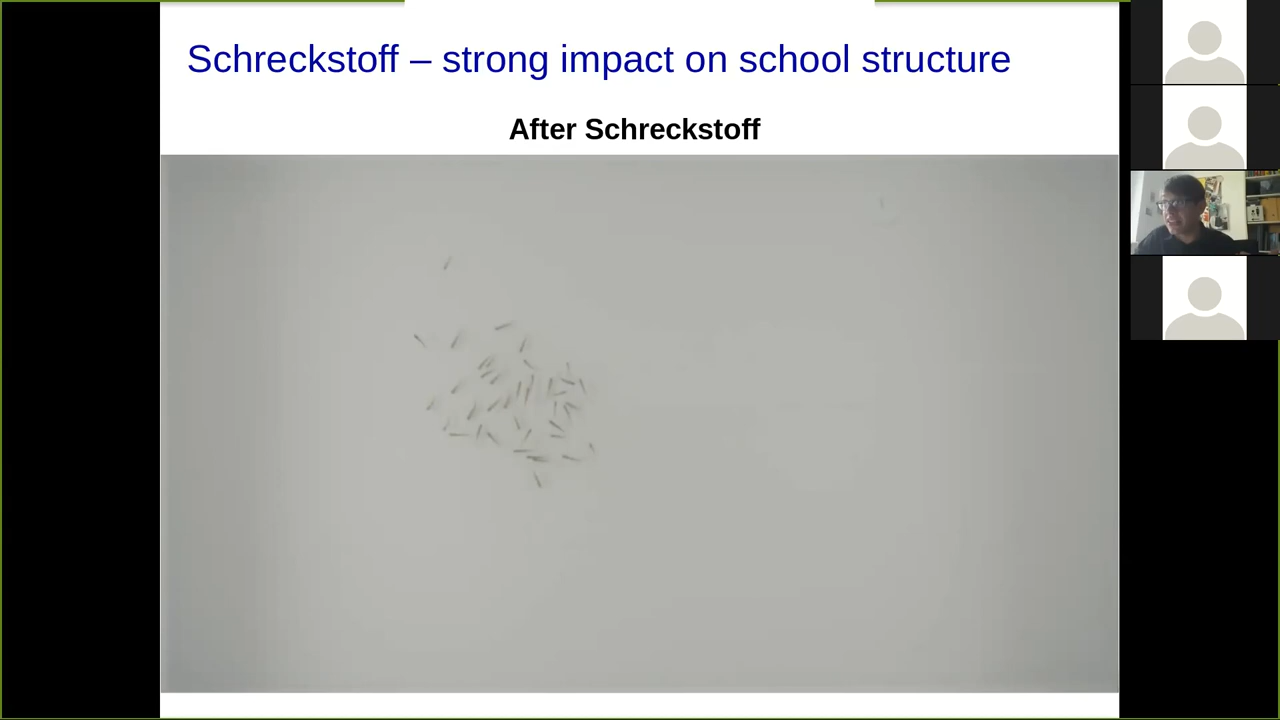 Schreckstoff – strong impact on school structure
After Schreckstoff